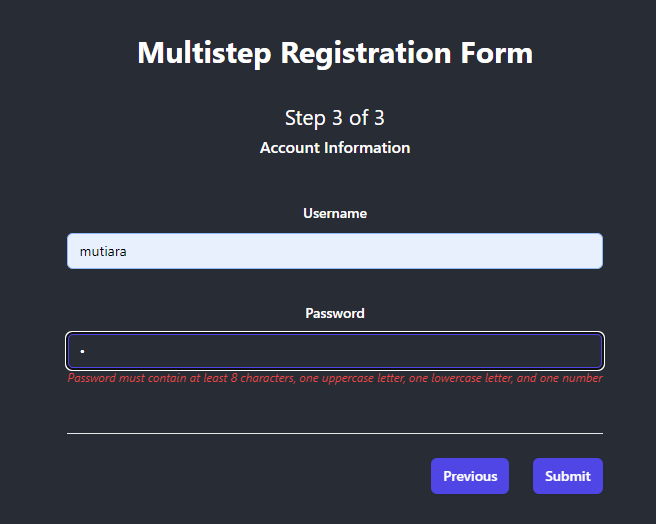 Multistep Registration Form
Step 3 of 3
Account Information
Username
mutiara
Password
•
Password must contain at least 8 characters, one uppercase letter, one lowercase letter, and one number
Previous
Submit